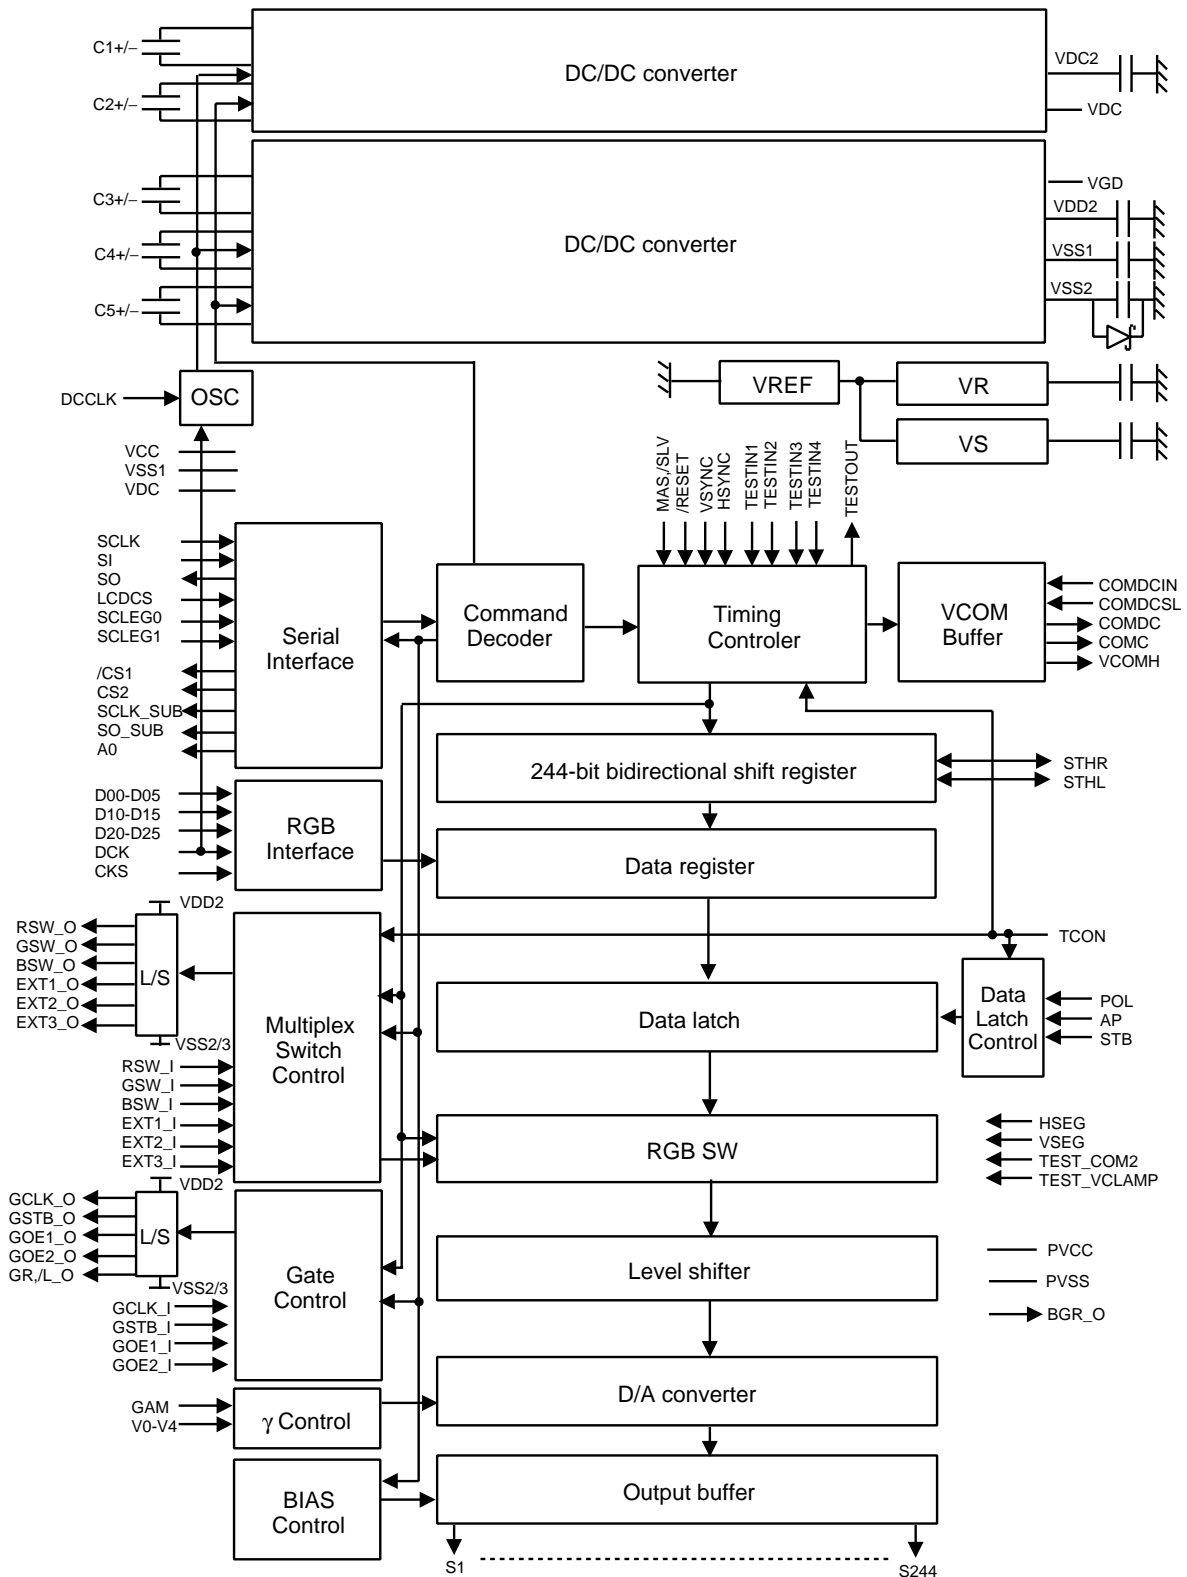 C1+/−
DC/DC converter
VDC2
C2+/−
VDC
C3+/−
VGD
VDD2
C4+/−
DC/DC converter
VSS1
C5+/−
VSS2
DCCLK
OSC
VREF
VR
VS
VCC
VSS1
VDC
MAS,/SLV
/RESET
VSYNC
HSYNC
TESTIN1
TESTIN2
TESTIN3
TESTIN4
TESTOUT
SCLK
SI
SO
LCDCS
SCLEG0
SCLEG1
/CS1
CS2
SCLK_SUB
SO_SUB
A0
Serial
Interface
Command
Decoder
Timing
Controler
VCOM
Buffer
COMDCIN
COMDCSL
COMDC
COMC
VCOMH
244-bit bidirectional shift register
STHR
STHL
D00-D05
D10-D15
D20-D25
DCK
CKS
RGB
Interface
Data register
VDD2
RSW_O
GSW_O
BSW_O
EXT1_O
EXT2_O
EXT3_O
L/S
VSS2/3
Multiplex
Switch
Control
TCON
Data latch
Data
Latch
Control
POL
AP
STB
RSW_I
GSW_I
BSW_I
EXT1_I
EXT2_I
EXT3_I
RGB SW
HSEG
VSEG
TEST_COM2
TEST_VCLAMP
VDD2
GCLK_O
GSTB_O
GOE1_O
GOE2_O
GR,/L_O
L/S
VSS2/3
Gate
Control
Level shifter
PVCC
PVSS
BGR_O
GCLK_I
GSTB_I
GOE1_I
GOE2_I
D/A converter
GAM
V0-V4
γ Control
BIAS
Control
Output buffer
S1
S244